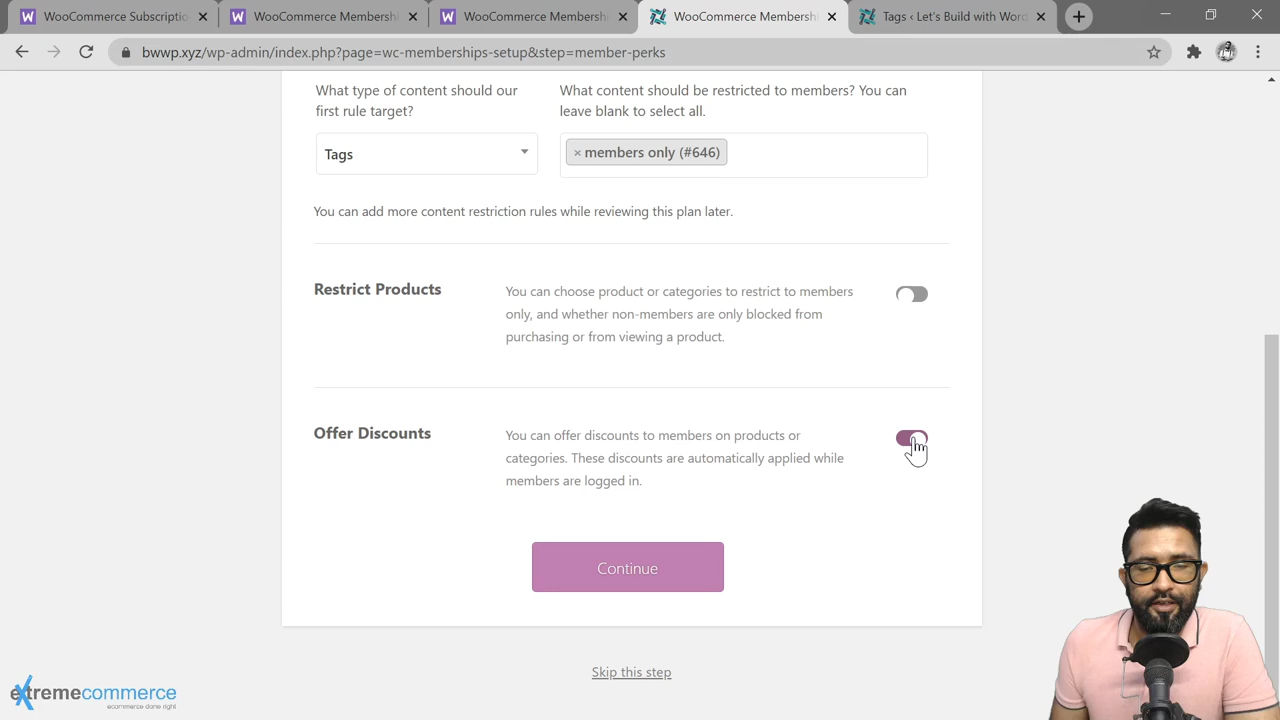 WooCommerce Subscriptio
WooCommerce Membershi
WooCommerce Membershi
WooCommerce Membersh
Tags ‹ Let's Build with Word
bwwp.xyz/wp-admin/index.php?page=wc-memberships-setup&step=member-perks
What type of content should our
first rule target?
What content should be restricted to members? You can
leave blank to select all.
Tags
× members only (#646)
You can add more content restriction rules while reviewing this plan later.
Restrict Products
You can choose product or categories to restrict to members
only, and whether non-members are only blocked from
purchasing or from viewing a product.
Offer Discounts
You can offer discounts to members on products or
categories. These discounts are automatically applied while
members are logged in.
Continue
Skip this step
extremecommerce
ecommerce done right